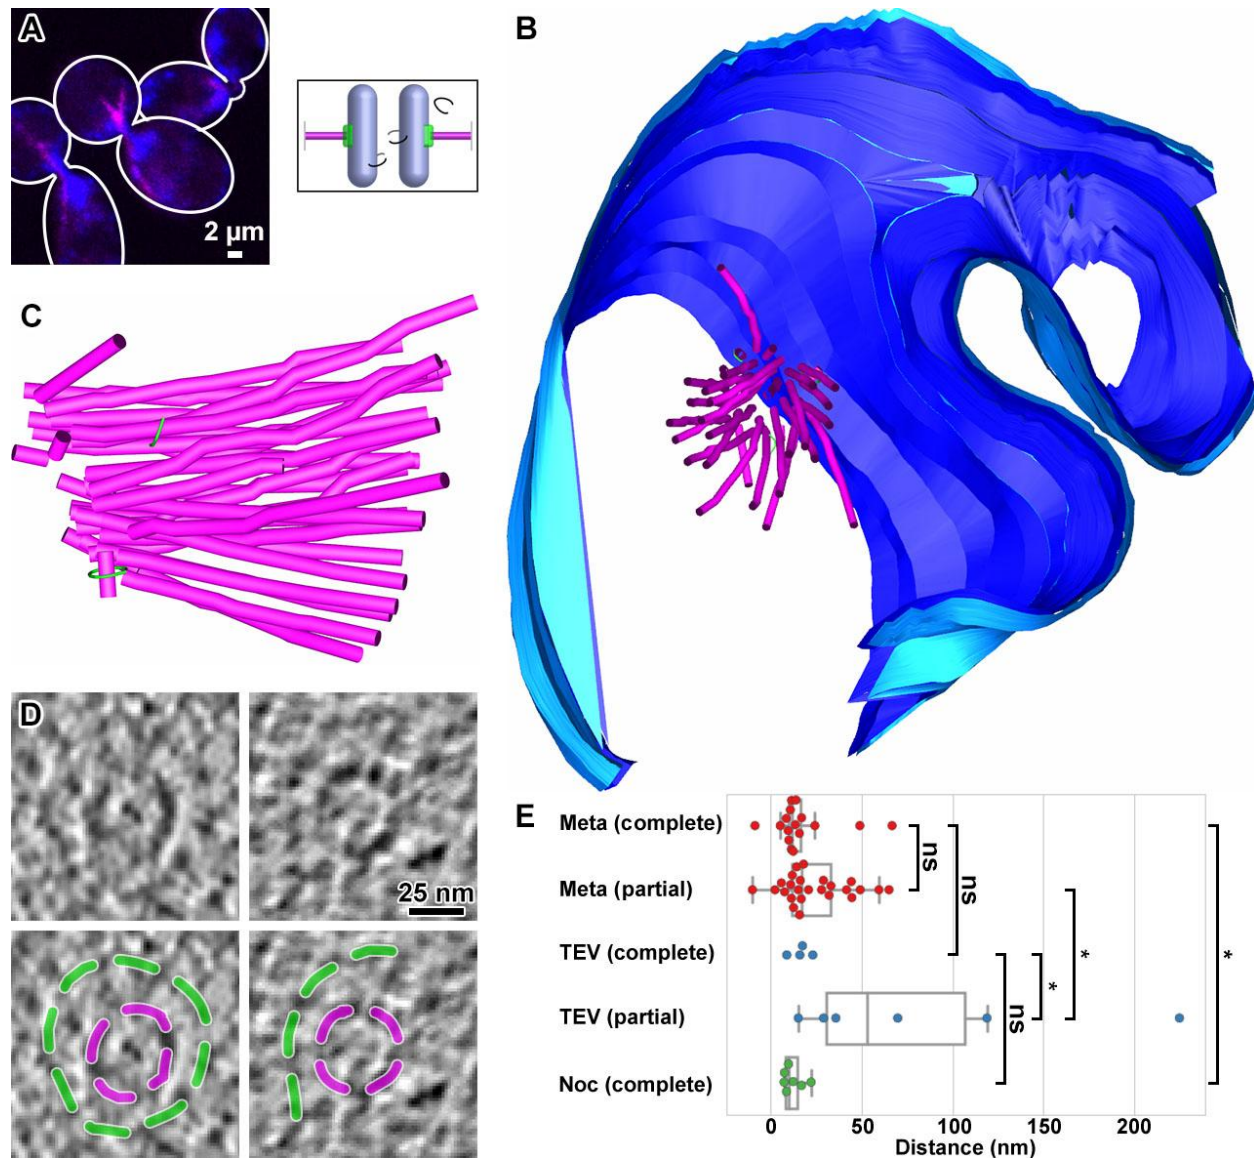 A
2 µm
B
C
D
25 nm
E
Meta (complete)
Meta (partial)
TEV (complete)
TEV (partial)
Noc (complete)
ns
ns
ns
*
*
*
0
50
100
150
200
Distance (nm)